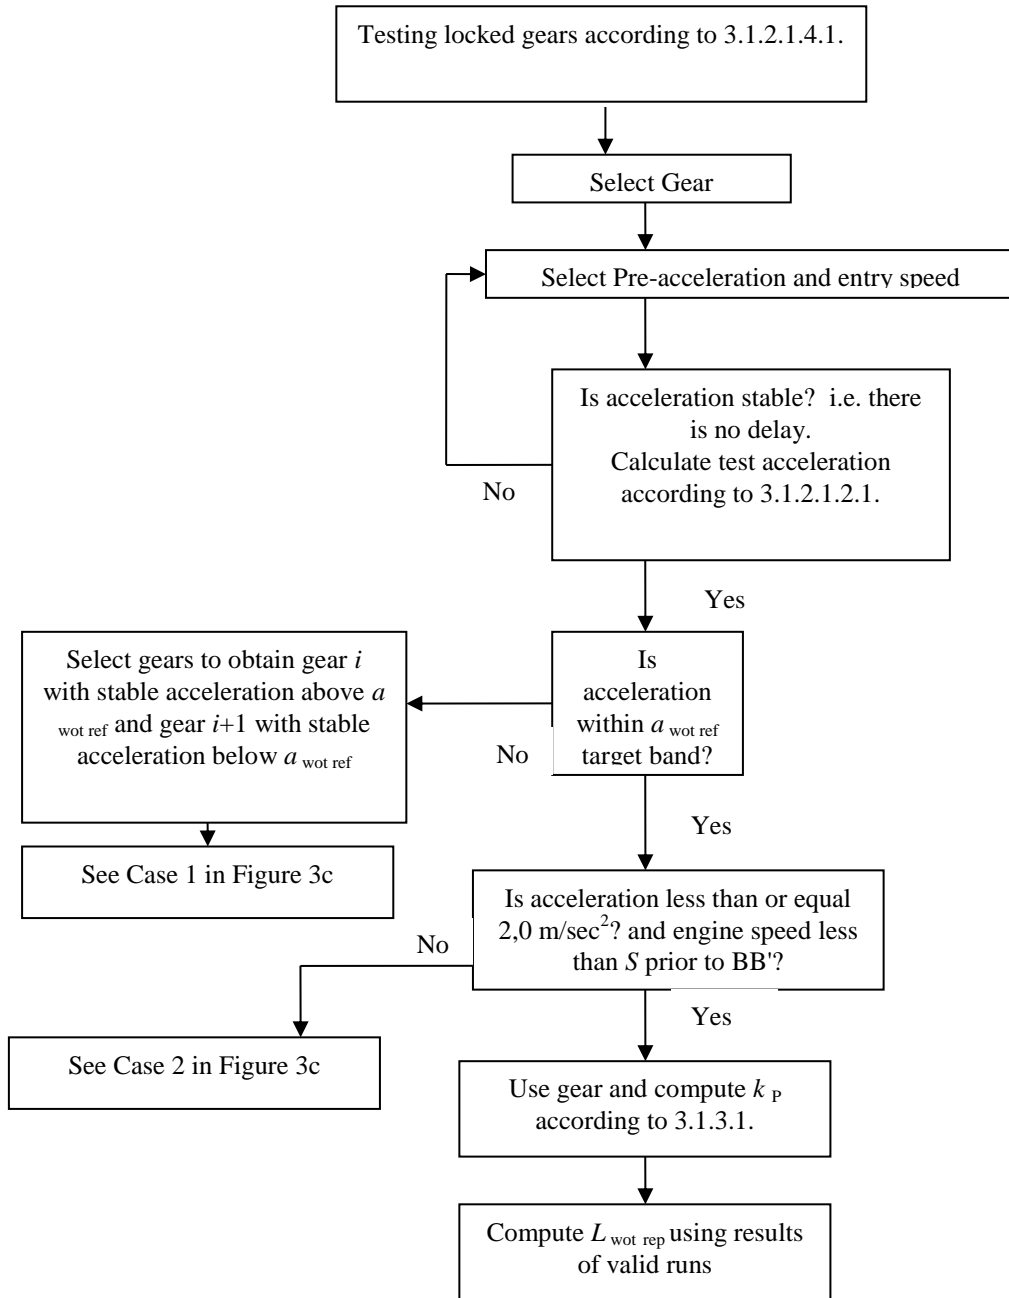 Testing locked gears according to 3.1.2.1.4.1.
Select Gear
Select Pre-acceleration and entry speed
Is acceleration stable?  i.e. there
is no delay.
Calculate test acceleration
according to 3.1.2.1.2.1.
No
Yes
Select gears to obtain gear i
with stable acceleration above a
wot ref and gear i+1 with stable
acceleration below a wot ref
Is
acceleration
within a wot ref
target band?
No
Yes
See Case 1 in Figure 3c
Is acceleration less than or equal
2,0 m/sec²? and engine speed less
than S prior to BB'?
No
Yes
See Case 2 in Figure 3c
Use gear and compute k P
according to 3.1.3.1.
Compute L wot rep using results
of valid runs